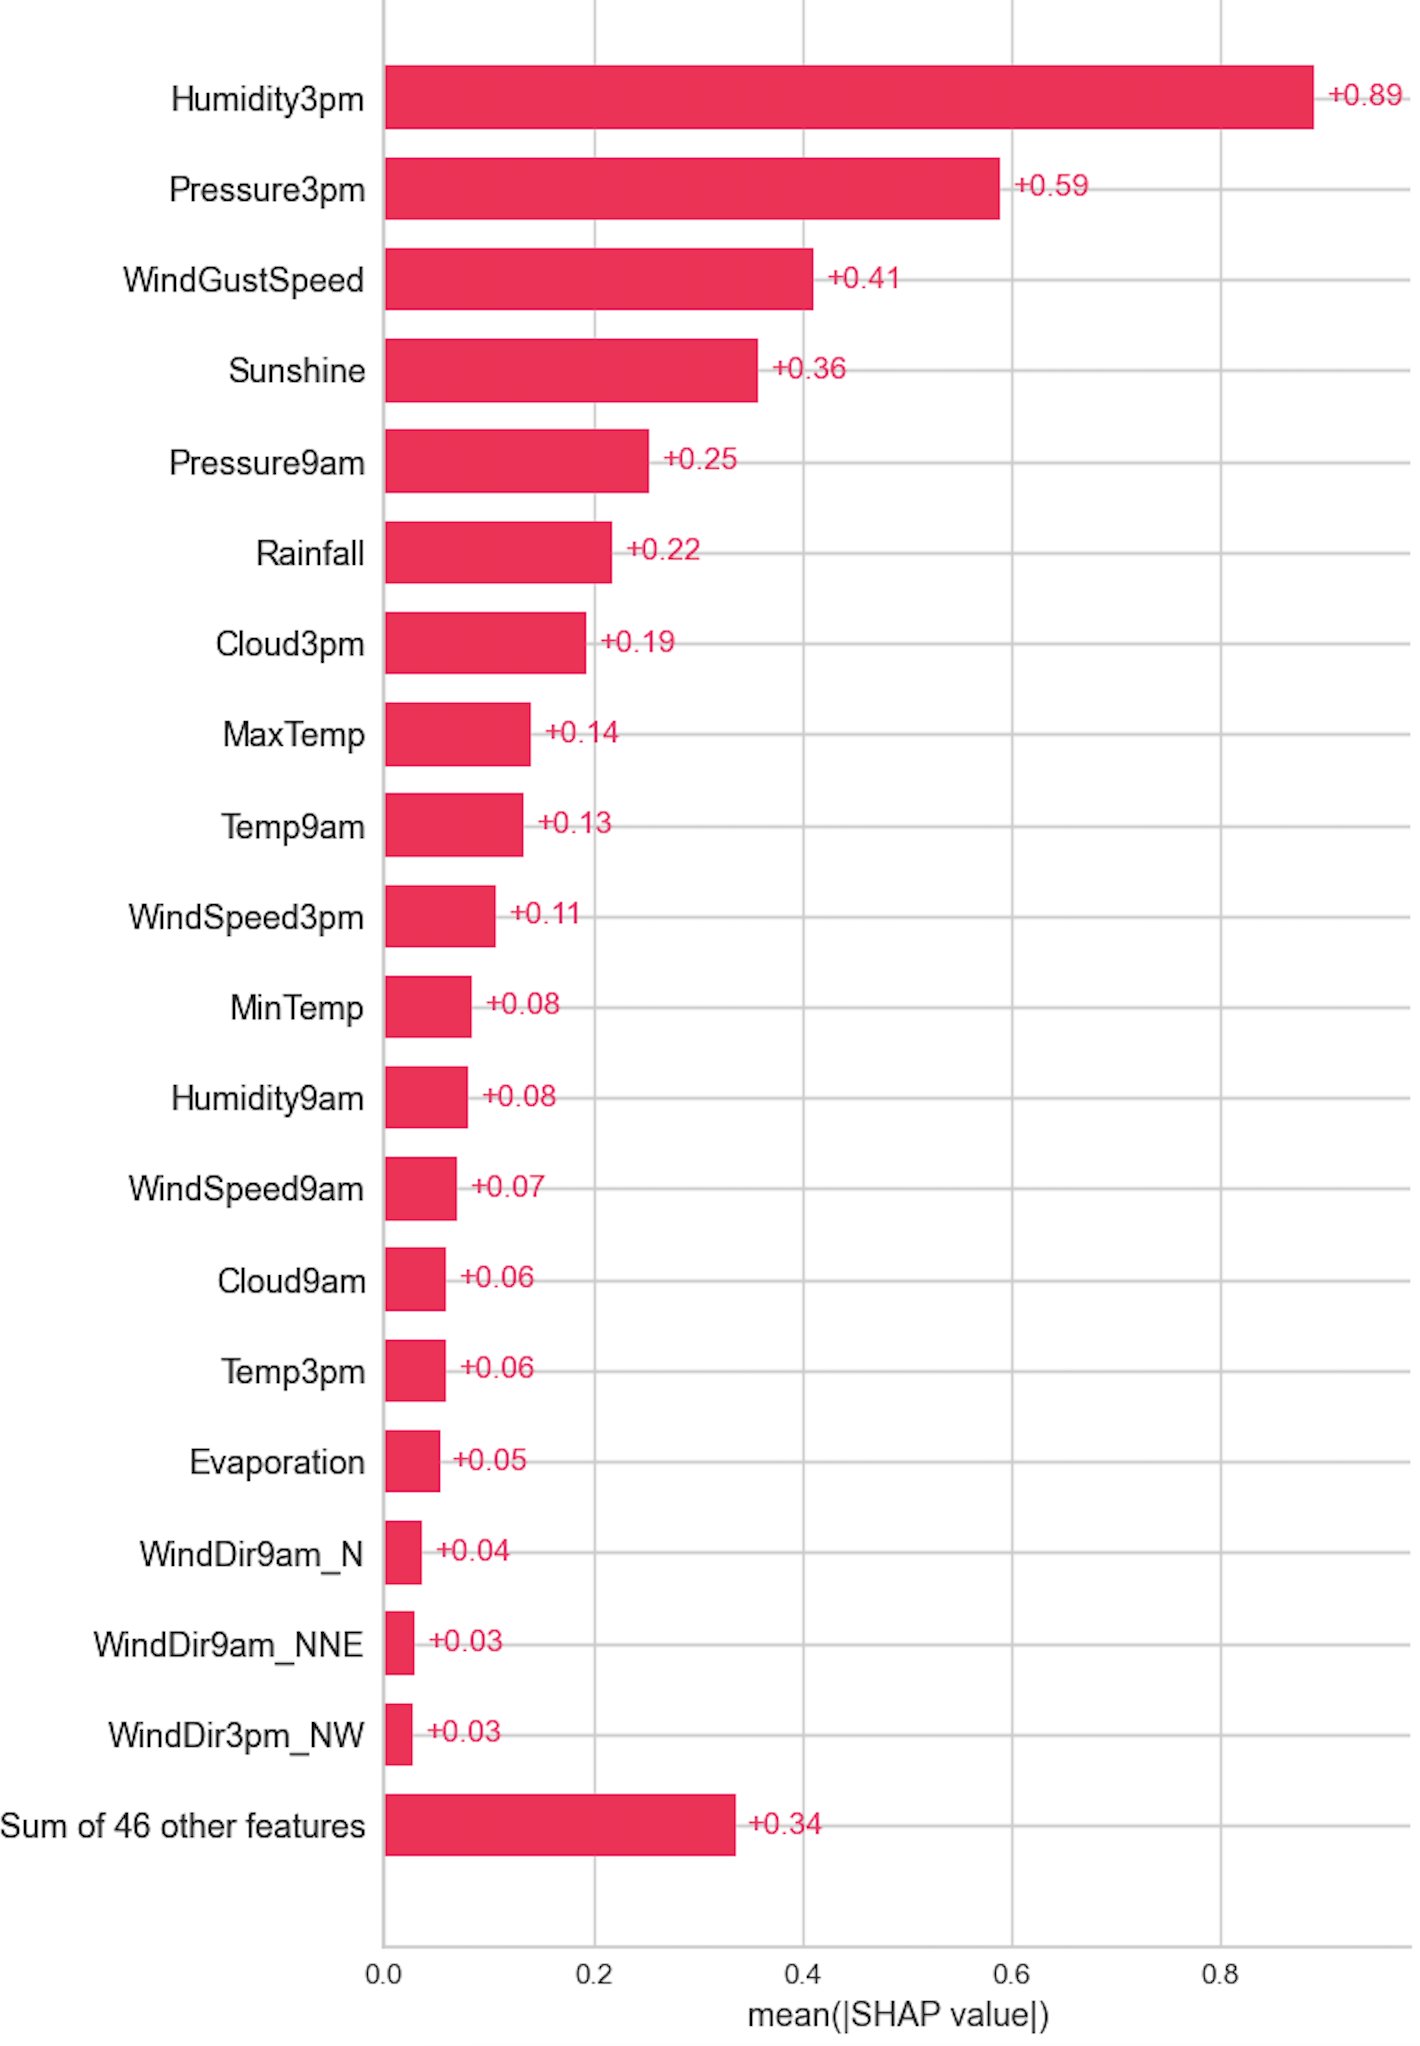 Humidity3pm +0.89
Pressure3pm +0.59
WindGustSpeed +0.41
Sunshine +0.36
Pressure9am +0.25
Rainfall +0.22
Cloud3pm +0.19
MaxTemp +0.14
Temp9am +0.13
WindSpeed3pm +0.11
MinTemp +0.08
Humidity9am +0.08
WindSpeed9am +0.07
Cloud9am +0.06
Temp3pm +0.06
Evaporation +0.05
WindDir9am_N +0.04
WindDir9am_NNE +0.03
WindDir3pm_NW +0.03
Sum of 46 other features +0.34
0.0 0.2 0.4 0.6 0.8
mean(|SHAP value|)